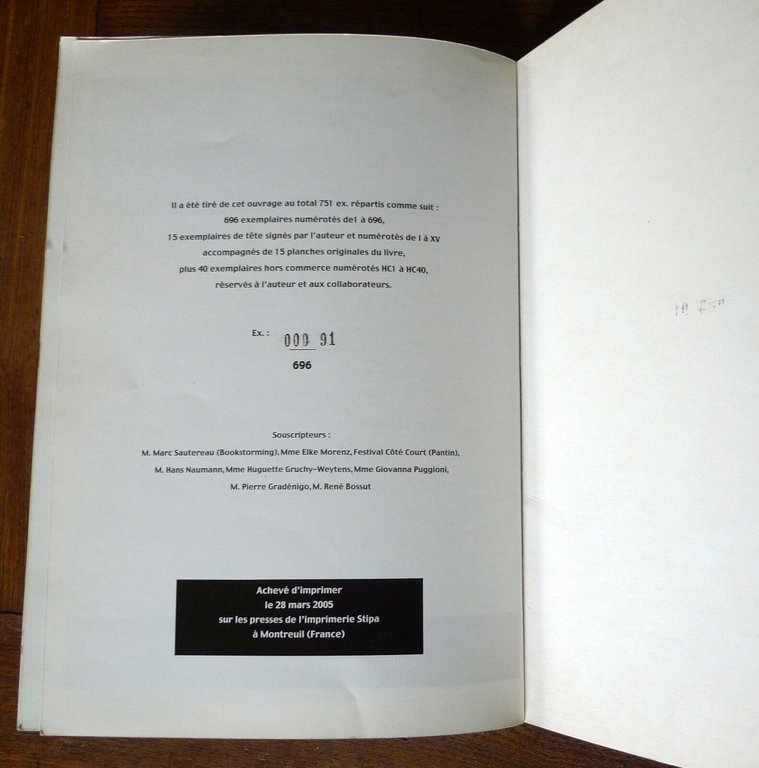 Il a été tiré de cet ouvrage au total 751 ex. répartis comme suit :
696 exemplaires numérotés de1 à 696,
15 exemplaires de tête signés par l'auteur et numérotés de I à XV
accompagnés de 15 planches originales du livre,
plus 40 exemplaires hors commerce numérotés HC1 à HC40,
réservés à l'auteur et aux collaborateurs.
Ex. : 009 91
696
Souscripteurs :
M. Marc Sautereau (Bookstorming), Mme Elke Morenz, Festival Côté Court (Pantin),
M. Hans Naumann, Mme Huguette Gruchy-Weytens, Mme Giovanna Puggioni,
M. Pierre Gradénigo, M. René Bossut
Achevé d'imprimer
le 28 mars 2005
sur les presses de l'imprimerie Stipa
à Montreuil (France)